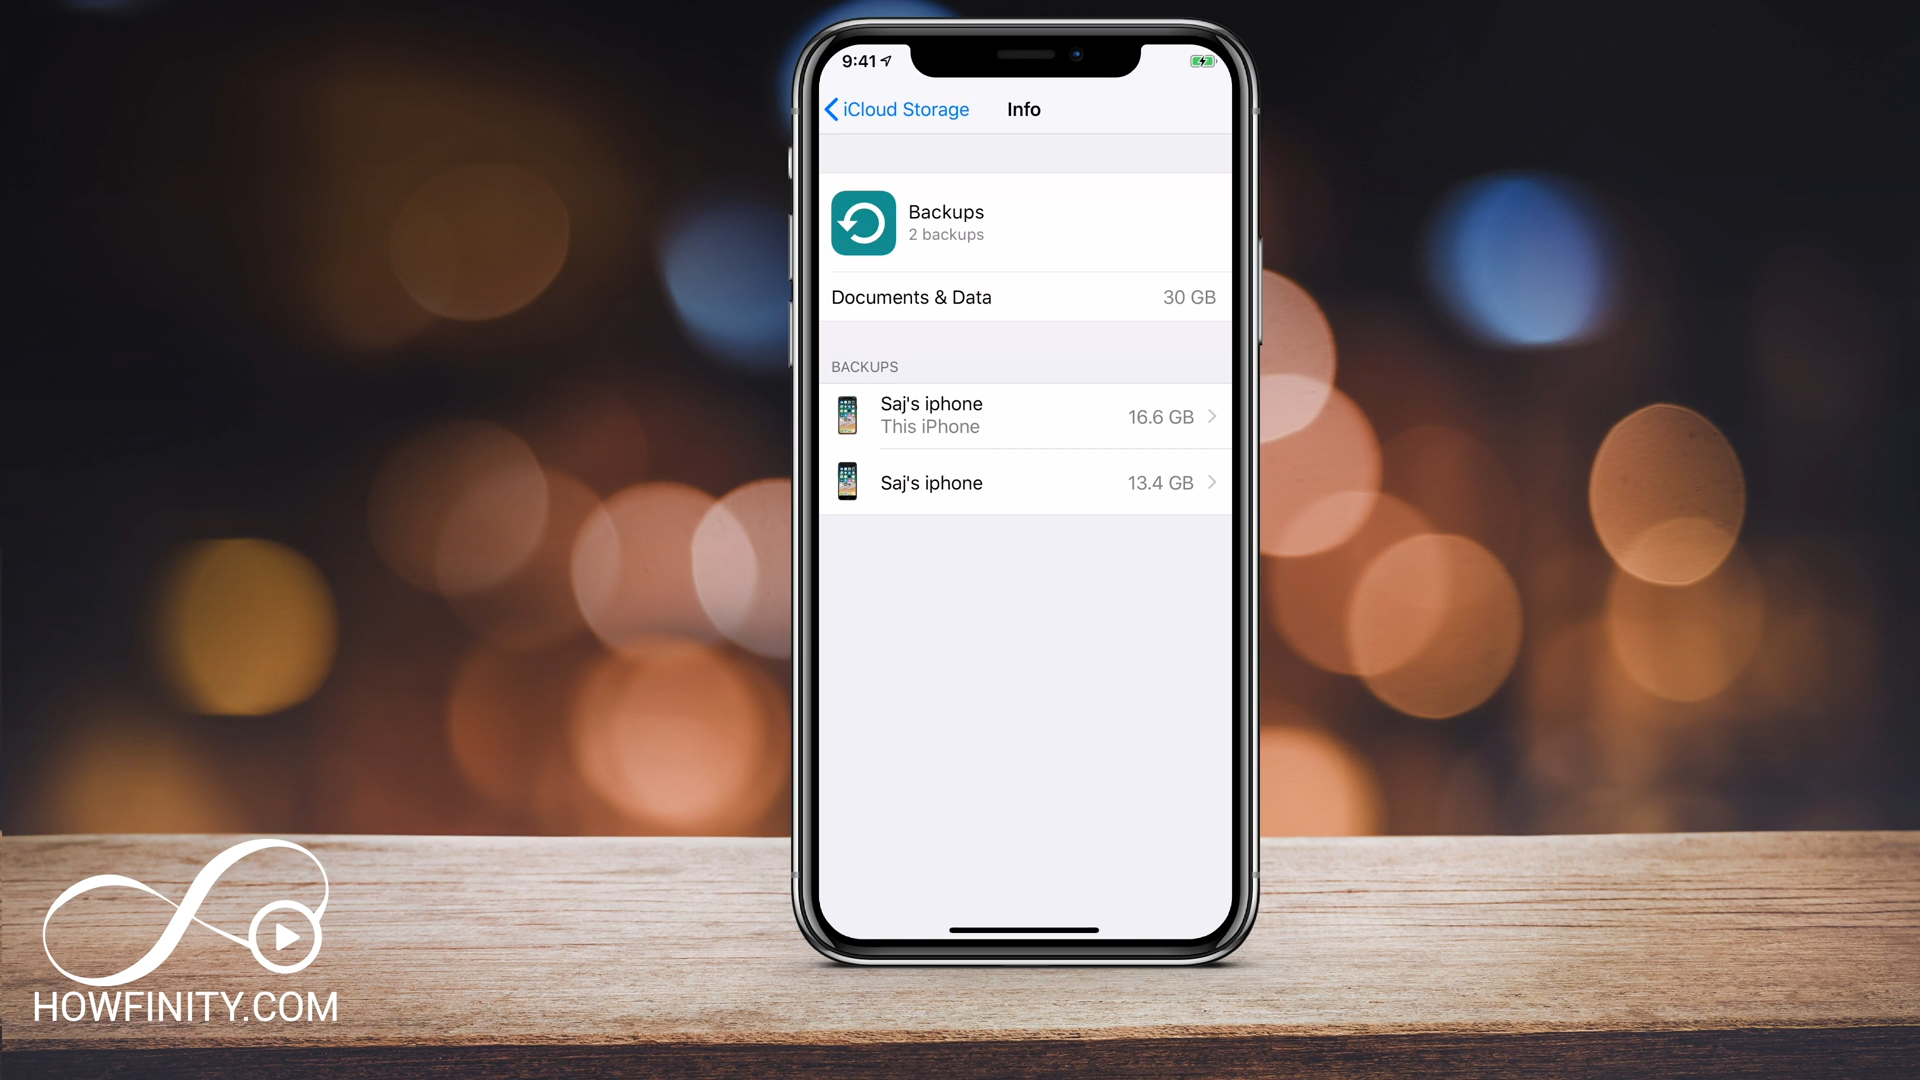 9:41
iCloud Storage
Info
Backups
2 backups
Documents & Data
30 GB
BACKUPS
Saj's iphone
This iPhone
16.6 GB
Saj's iphone
13.4 GB
HOWFINITY.COM